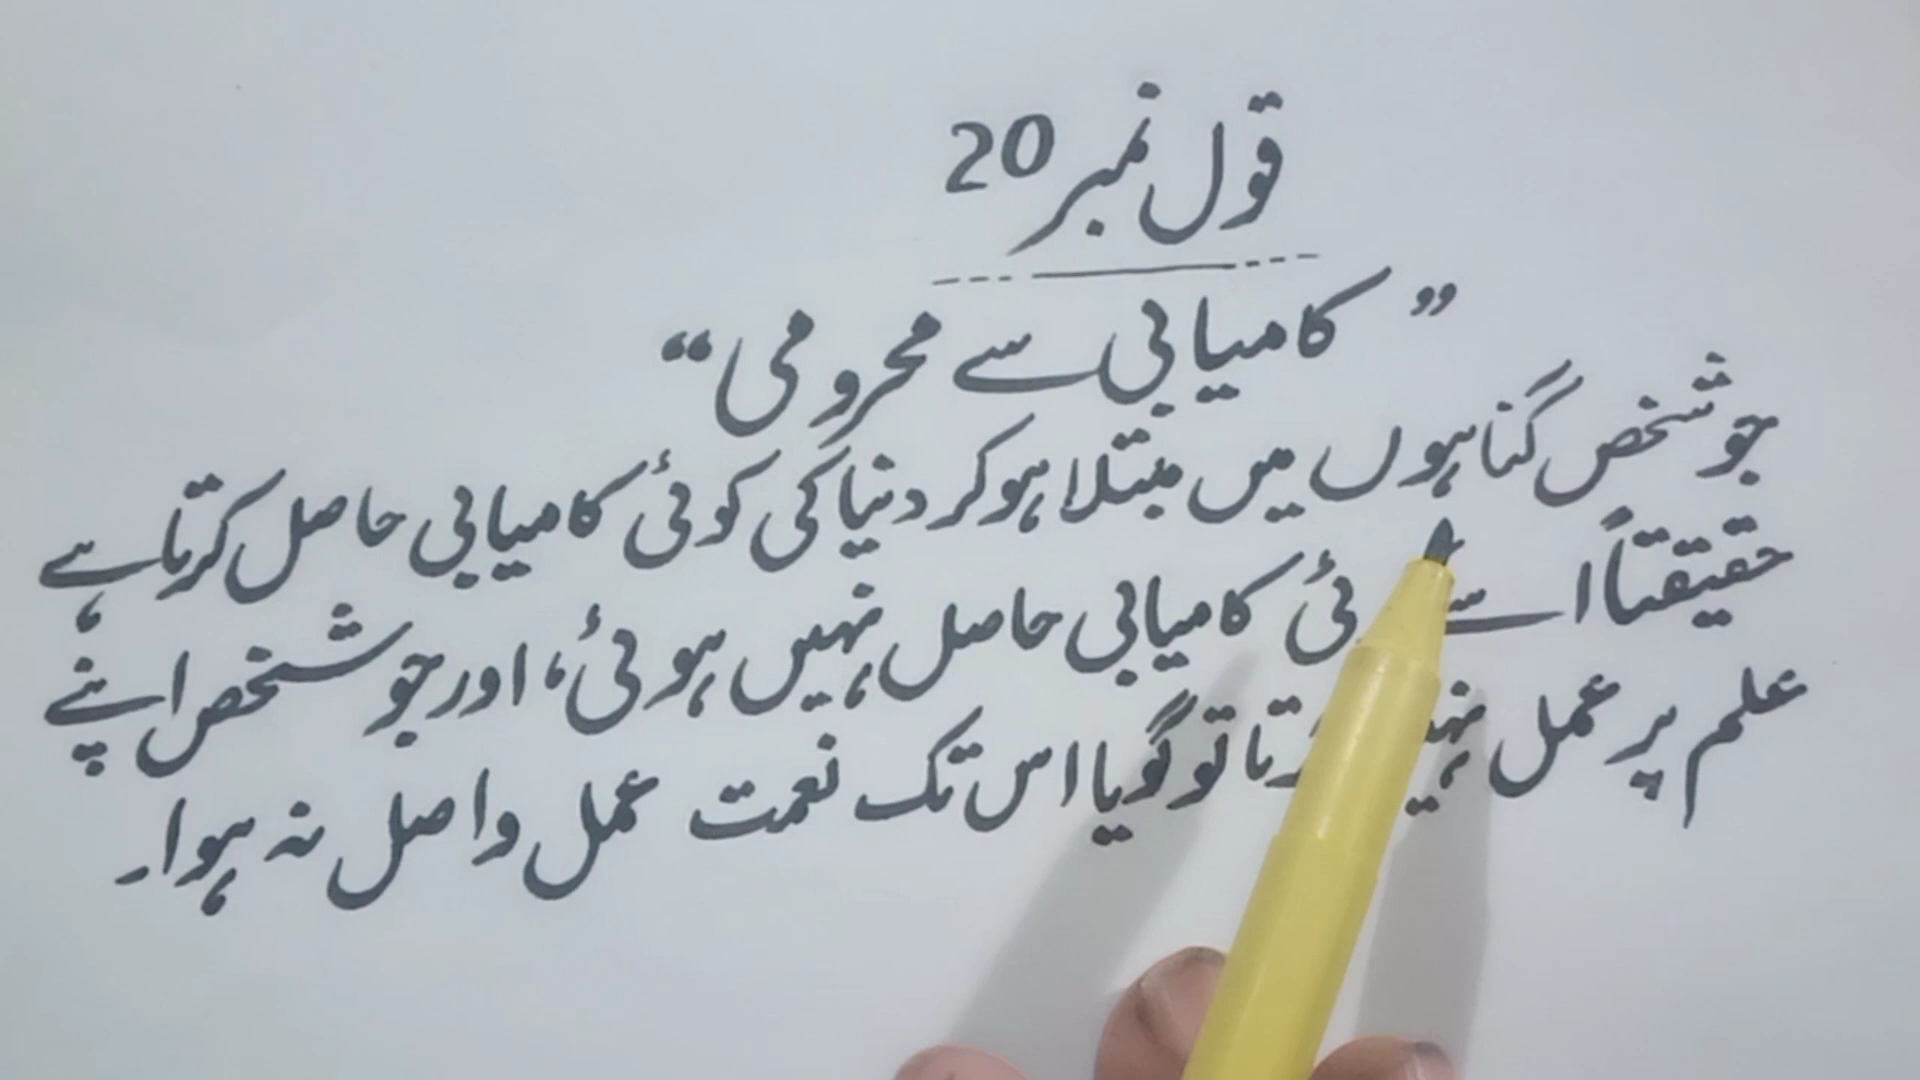 قول نمبر 20
” کامیابی سے محرومی “
جو شخص گناہوں میں مبتلا ہو کر دنیا کی کوئی کامیابی حاصل کرتا ہے
حقیقتاً اسے ئی کامیابی حاصل نہیں ہوئی، اور جو شخص اپنے
علم پر عمل تا تو گویا اس تک نعمت عمل واصل نہ ہوا۔